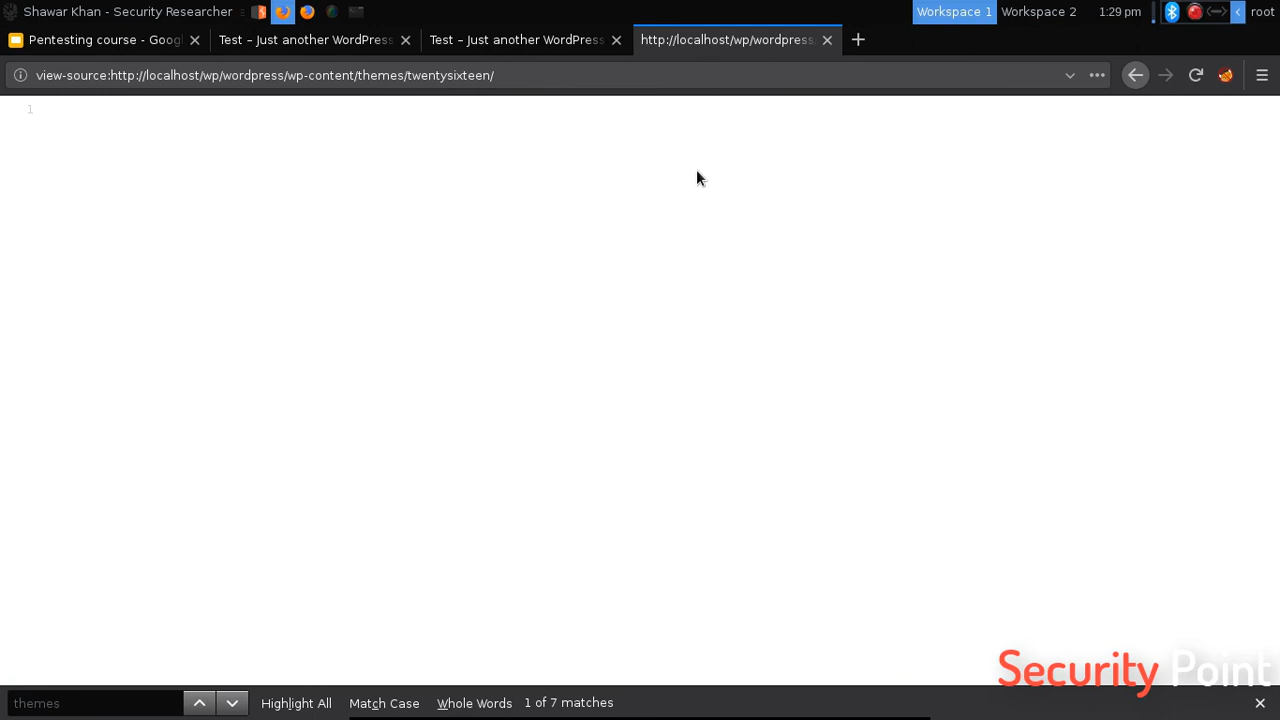 Shawar Khan - Security Researcher
Workspace 1 Workspace 2 1:29 pm root
Pentesting course - Googl
Test – Just another WordPress
Test – Just another WordPress
http://localhost/wp/wordpress/
view-source:http://localhost/wp/wordpress/wp-content/themes/twentysixteen/
1
Security Point
themes Highlight All Match Case Whole Words 1 of 7 matches